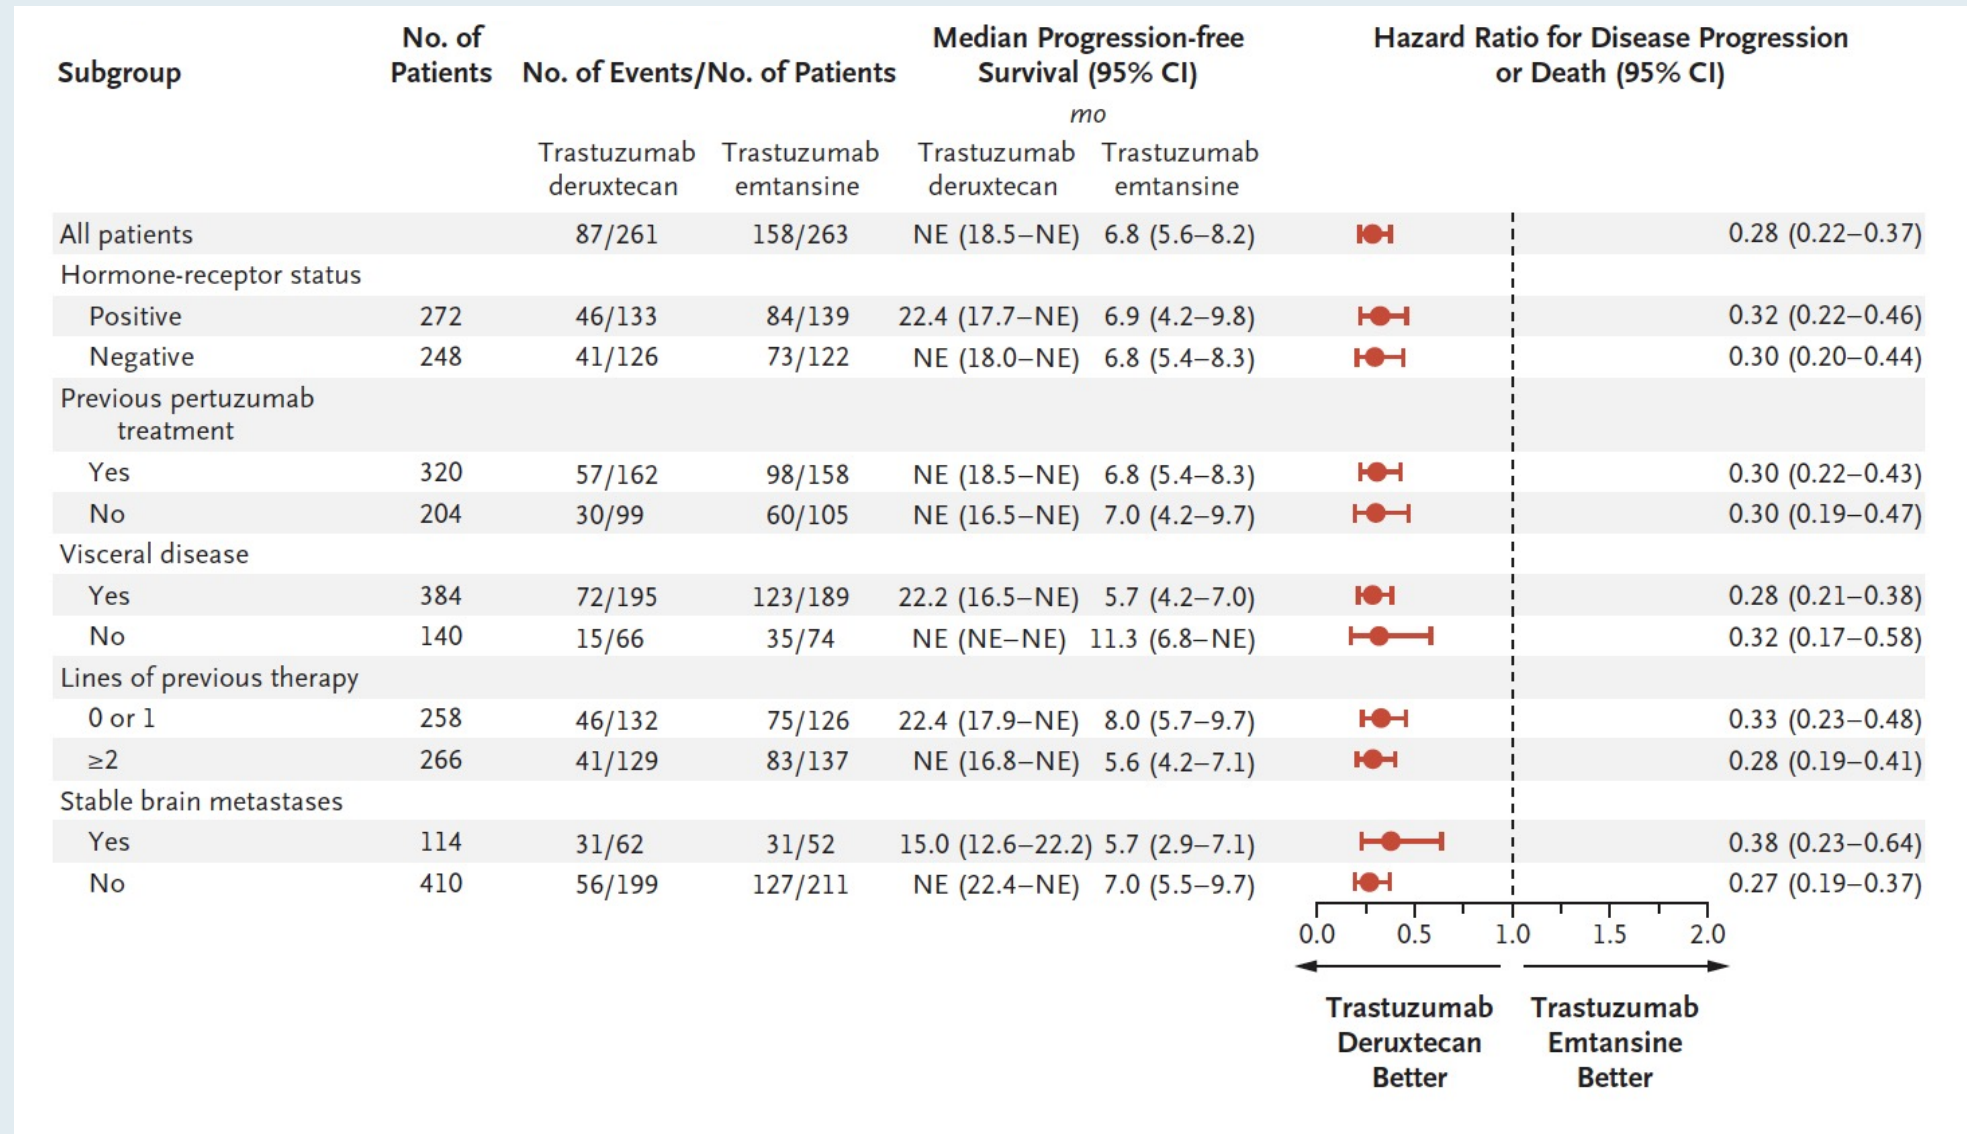 No. of Median Progression-free Hazard Ratio for Disease Progression
Subgroup Patients No. of Events/No. of Patients Survival (95% CI) or Death (95% CI)
mo
Trastuzumab Trastuzumab Trastuzumab Trastuzumab
deruxtecan emtansine deruxtecan emtansine
All patients 87/261 158/263 NE (18.5–NE) 6.8 (5.6–8.2) 0.28 (0.22–0.37)
Hormone-receptor status
Positive 272 46/133 84/139 22.4 (17.7–NE) 6.9 (4.2–9.8) 0.32 (0.22–0.46)
Negative 248 41/126 73/122 NE (18.0–NE) 6.8 (5.4–8.3) 0.30 (0.20–0.44)
Previous pertuzumab
treatment
Yes 320 57/162 98/158 NE (18.5–NE) 6.8 (5.4–8.3) 0.30 (0.22–0.43)
No 204 30/99 60/105 NE (16.5–NE) 7.0 (4.2–9.7) 0.30 (0.19–0.47)
Visceral disease
Yes 384 72/195 123/189 22.2 (16.5–NE) 5.7 (4.2–7.0) 0.28 (0.21–0.38)
No 140 15/66 35/74 NE (NE–NE) 11.3 (6.8–NE) 0.32 (0.17–0.58)
Lines of previous therapy
0 or 1 258 46/132 75/126 22.4 (17.9–NE) 8.0 (5.7–9.7) 0.33 (0.23–0.48)
≥2 266 41/129 83/137 NE (16.8–NE) 5.6 (4.2–7.1) 0.28 (0.19–0.41)
Stable brain metastases
Yes 114 31/62 31/52 15.0 (12.6–22.2) 5.7 (2.9–7.1) 0.38 (0.23–0.64)
No 410 56/199 127/211 NE (22.4–NE) 7.0 (5.5–9.7) 0.27 (0.19–0.37)
0.0 0.5 1.0 1.5 2.0
Trastuzumab Trastuzumab
Deruxtecan Emtansine
Better Better